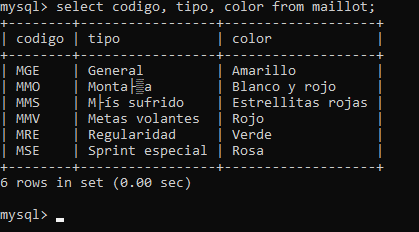 mysql> select codigo, tipo, color from maillot;
+--------+-----------------+-------------------+
| codigo | tipo            | color             |
+--------+-----------------+-------------------+
| MGE    | General         | Amarillo          |
| MMO    | Monta├▒a        | Blanco y rojo     |
| MMS    | M├ís sufrido    | Estrellitas rojas |
| MMV    | Metas volantes  | Rojo              |
| MRE    | Regularidad     | Verde             |
| MSE    | Sprint especial | Rosa              |
+--------+-----------------+-------------------+
6 rows in set (0.00 sec)
mysql> _